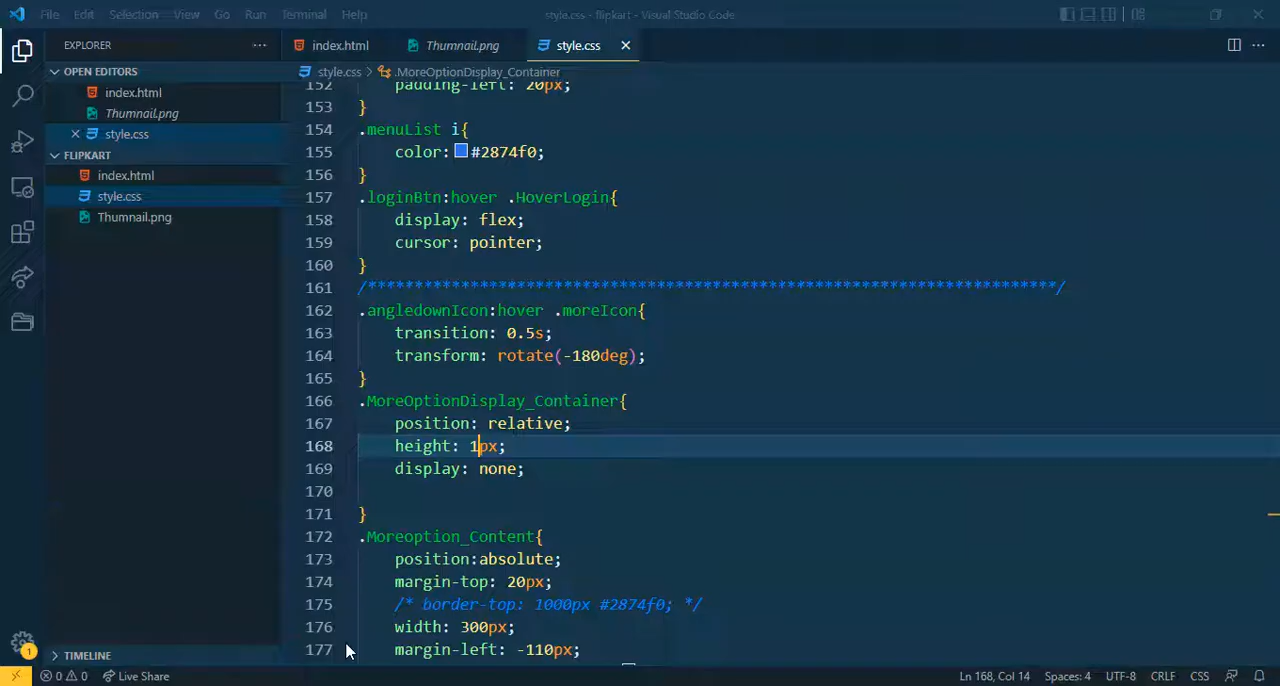 File Edit Selection View Go Run Terminal Help style.css - flipkart - Visual Studio Code
EXPLORER ··· index.html Thumnail.png style.css
OPEN EDITORS
style.css > .MoreOptionDisplay_Container
index.html
Thumnail.png
style.css
FLIPKART
index.html
style.css
Thumnail.png
152 padding-left: 20px;
153 }
154 .menuList i{
155 color: #2874f0;
156 }
157 .loginBtn:hover .HoverLogin{
158 display: flex;
159 cursor: pointer;
160 }
161 /***************************************************************************/
162 .angledownIcon:hover .moreIcon{
163 transition: 0.5s;
164 transform: rotate(-180deg);
165 }
166 .MoreOptionDisplay_Container{
167 position: relative;
168 height: 1px;
169 display: none;
170
171 }
172 .Moreoption_Content{
173 position:absolute;
174 margin-top: 20px;
175 /* border-top: 1000px #2874f0; */
176 width: 300px;
177 margin-left: -110px;
1
TIMELINE
0 0 Live Share Ln 168, Col 14 Spaces: 4 UTF-8 CRLF CSS